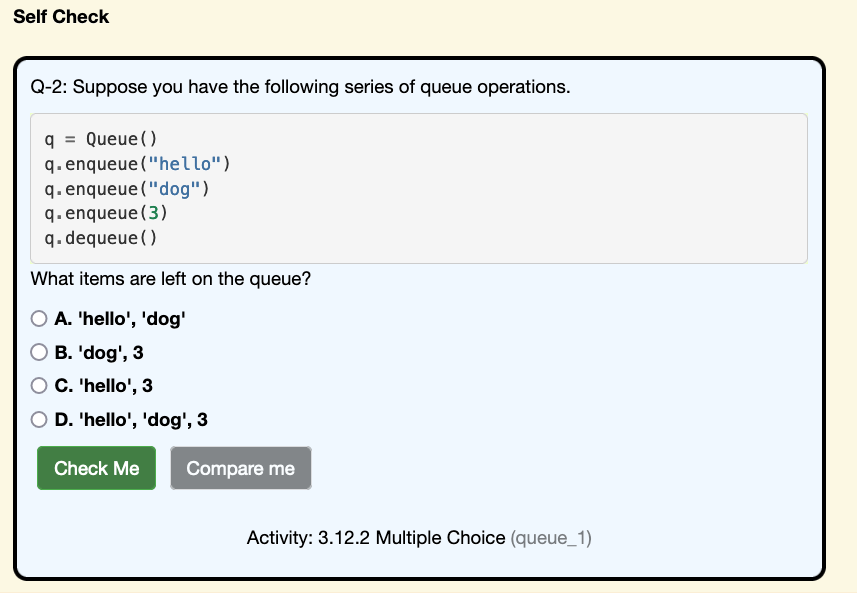 Self Check
Q-2: Suppose you have the following series of queue operations.
q = Queue()
q.enqueue("hello")
q.enqueue("dog")
q.enqueue(3)
q.dequeue()
What items are left on the queue?
A. 'hello', 'dog'
B. 'dog', 3
C. 'hello', 3
D. 'hello', 'dog', 3
Check Me Compare me
Activity: 3.12.2 Multiple Choice (queue_1)